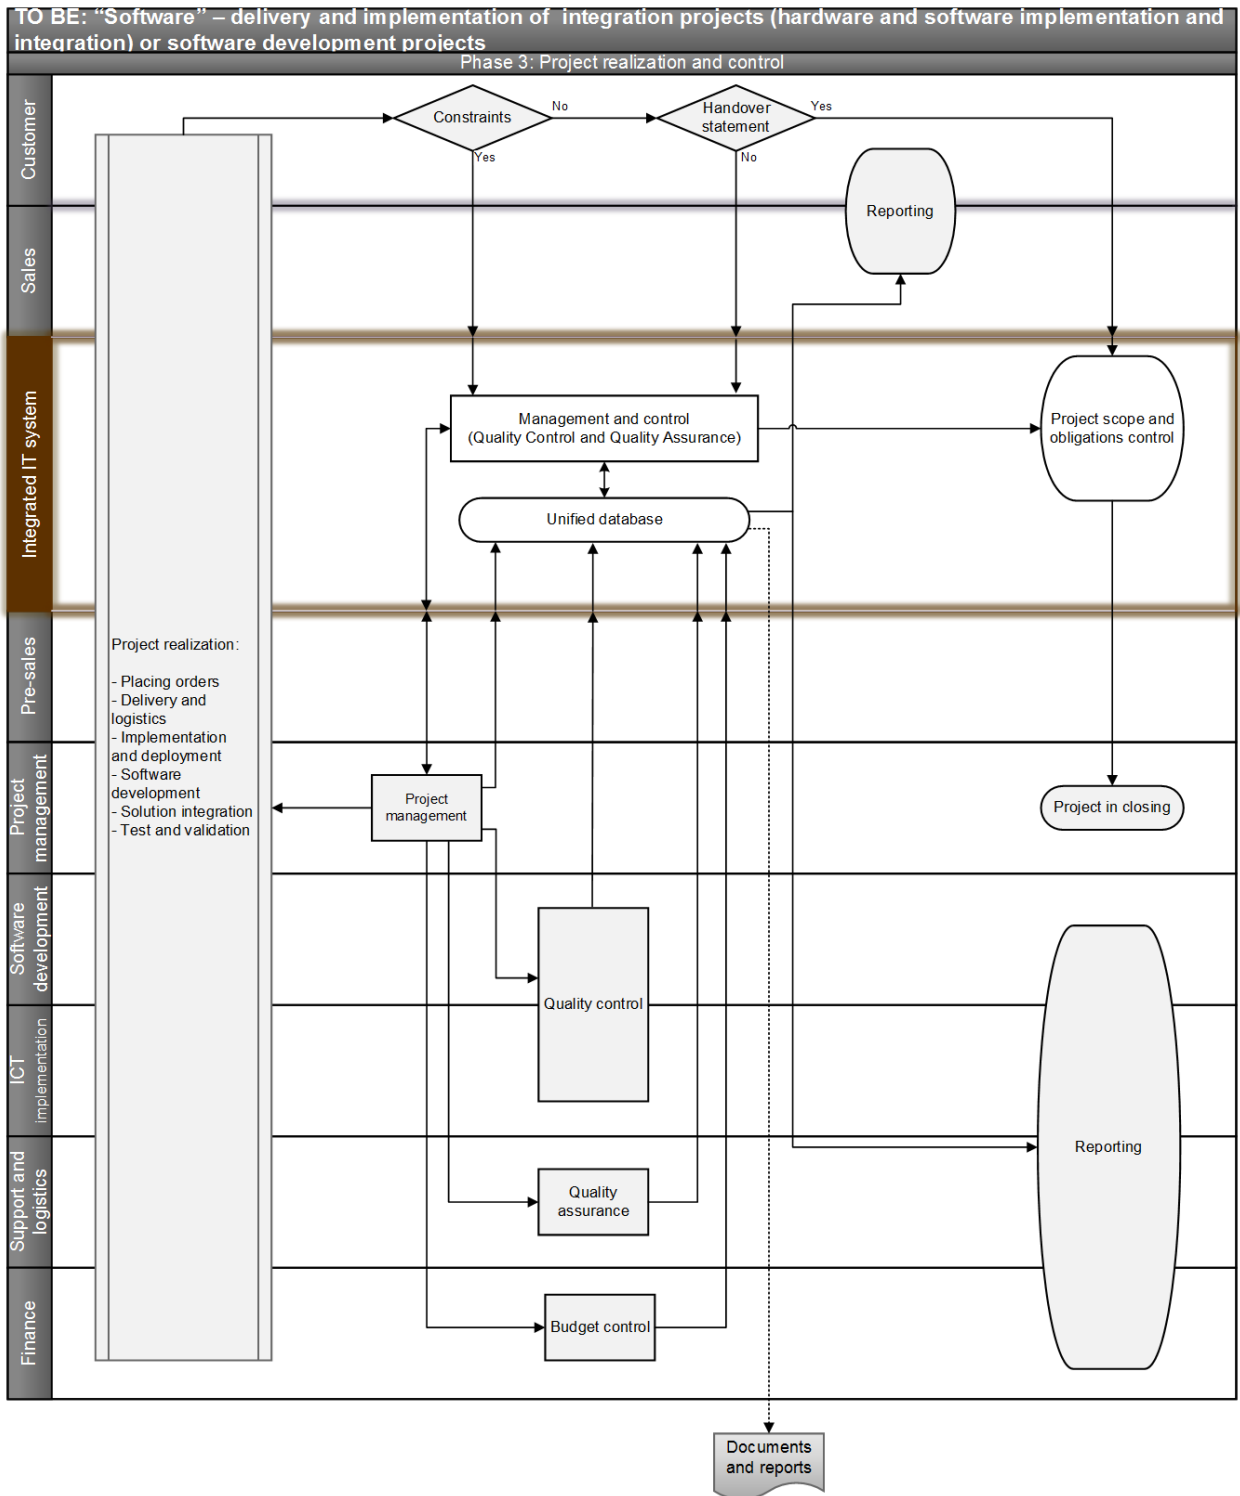 TO BE: “Software” – delivery and implementation of integration projects (hardware and software implementation and
integration) or software development projects
Phase 3: Project realization and control
Customer
Constraints
No
Yes
Handover
statement
Yes
No
Reporting
Sales
Integrated IT system
Management and control
(Quality Control and Quality Assurance)
Project scope and
obligations control
Unified database
Pre-sales
Project realization:
- Placing orders
- Delivery and
logistics
- Implementation
and deployment
- Software
development
- Solution integration
- Test and validation
Project
management
Project
management
Project in closing
Software
development
Quality control
ICT
implementation
Reporting
Support and
logistics
Quality
assurance
Finance
Budget control
Documents
and reports